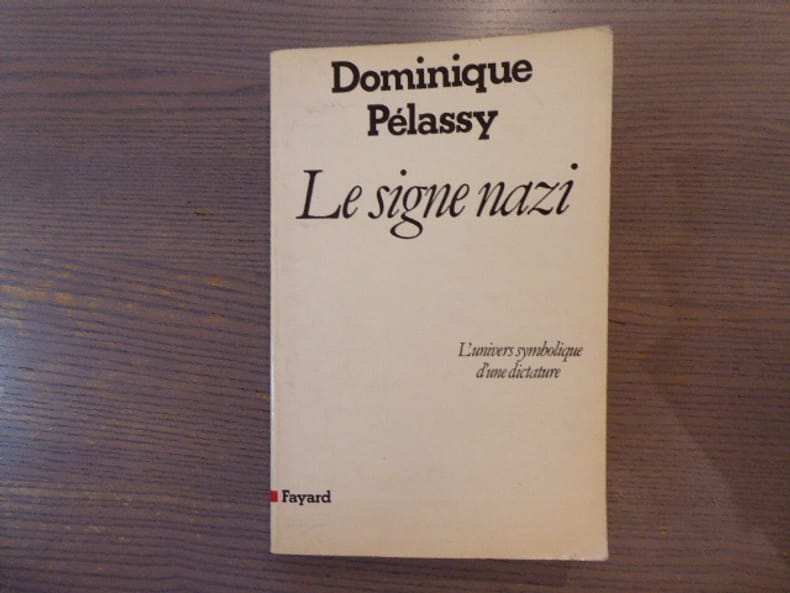 Dominique
Pélassy
Le signe nazi
L'univers symbolique
d'une dictature
Fayard